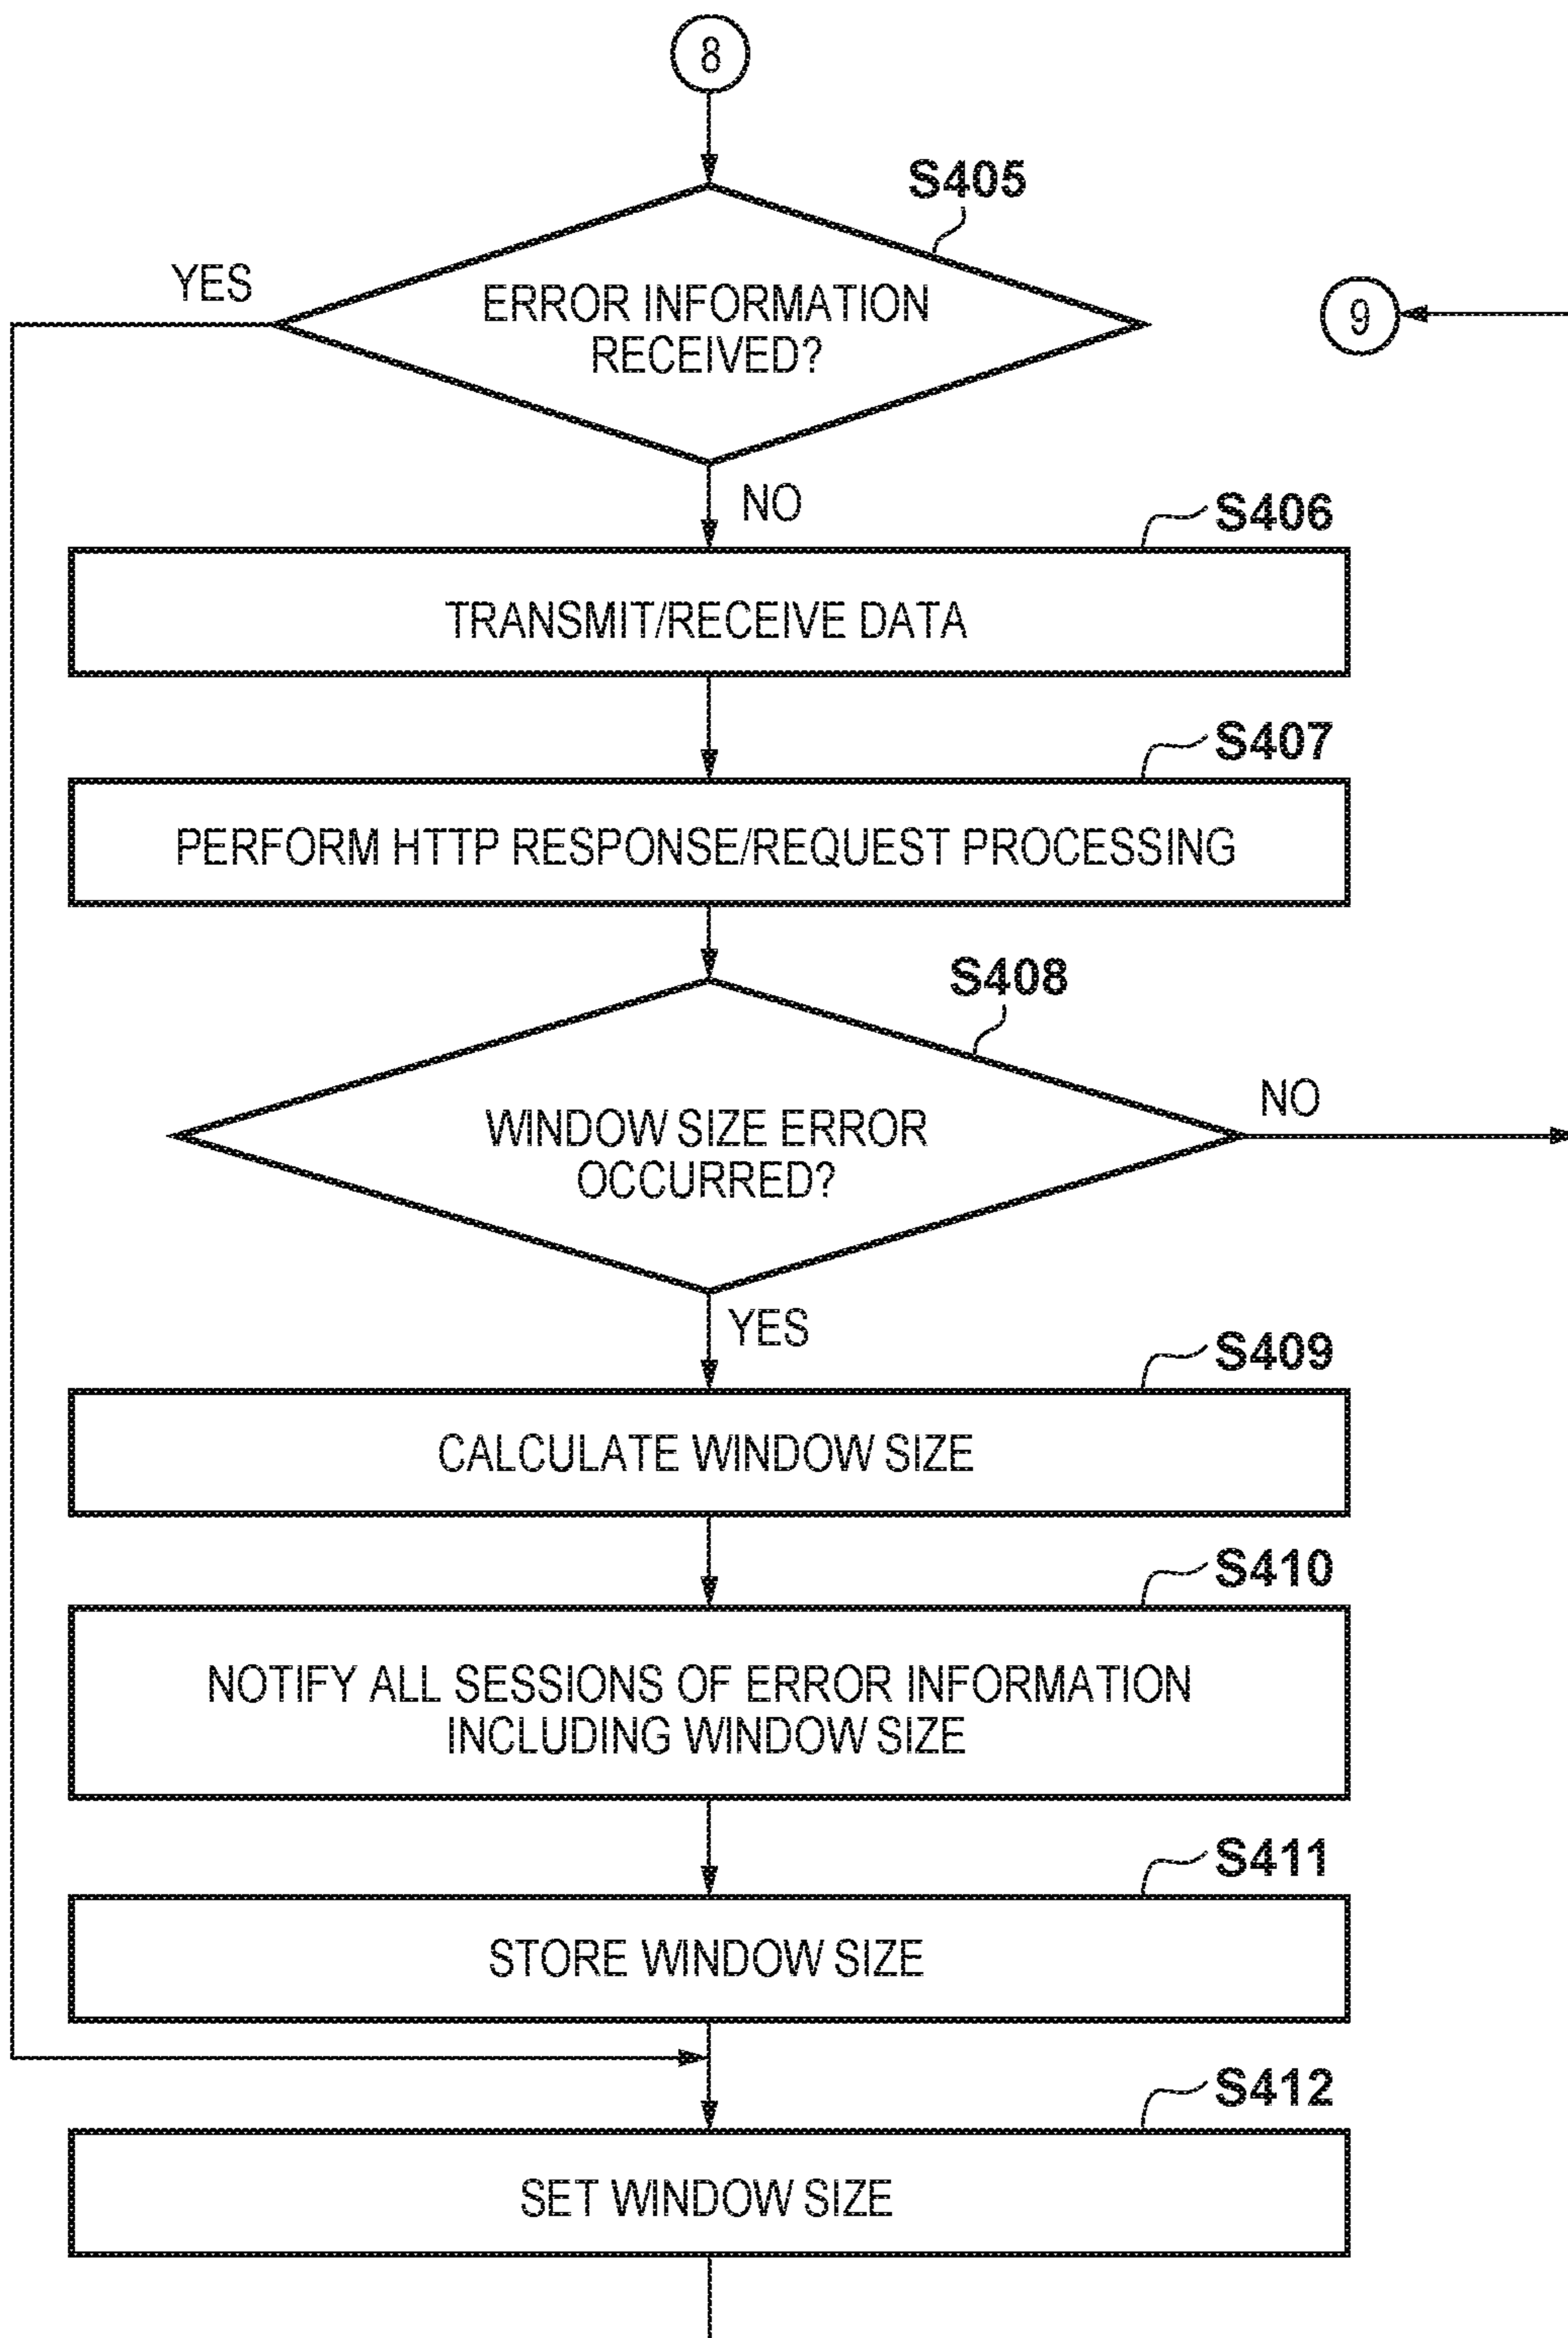 8
S405
YES
ERROR INFORMATION
RECEIVED?
9
NO
S406
TRANSMIT/RECEIVE DATA
S407
PERFORM HTTP RESPONSE/REQUEST PROCESSING
S408
NO
WINDOW SIZE ERROR
OCCURRED?
YES
S409
CALCULATE WINDOW SIZE
S410
NOTIFY ALL SESSIONS OF ERROR INFORMATION
INCLUDING WINDOW SIZE
S411
STORE WINDOW SIZE
S412
SET WINDOW SIZE